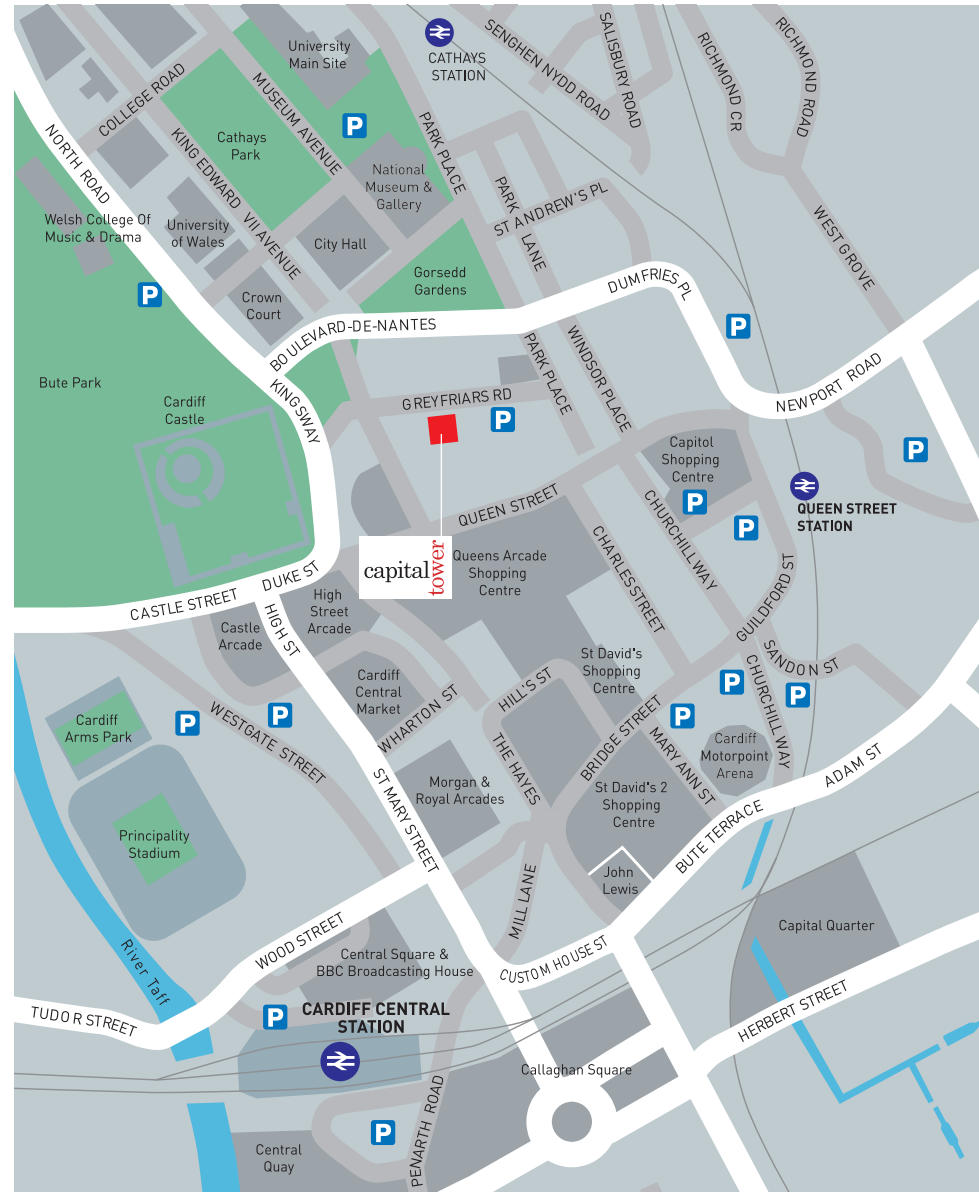 University
Main Site
CATHAYS
STATION
SENGHEN NYDD ROAD
SALISBURY ROAD
RICHMOND CR
RICHMOND ROAD
COLLEGE ROAD
MUSEUM AVENUE
P
PARK PLACE
NORTH ROAD
KING EDWARD VII AVENUE
Cathays
Park
National
Museum &
Gallery
PARK LANE
ST ANDREW'S PL
WEST GROVE
Welsh College Of
Music & Drama
University
of Wales
City Hall
Gorsedd
Gardens
DUMFRIES PL
P
Crown
Court
BOULEVARD-DE-NANTES
P
PARK PLACE
WINDSOR PLACE
NEWPORT ROAD
Bute Park
KINGSWAY
GREYFRIARS RD
P
Cardiff
Castle
Capitol
Shopping
Centre
P
P
P
QUEEN STREET
STATION
QUEEN STREET
CHURCHILL WAY
CHARLES STREET
capital
tower
Queens Arcade
Shopping
Centre
DUKE ST
CASTLE STREET
HIGH ST
High
Street
Arcade
Castle
Arcade
GUILDFORD ST
SANDON ST
St David's
Shopping
Centre
CHURCHILL WAY
P
P
P
Cardiff
Central
Market
WHARTON ST
HILL'S ST
THE HAYES
BRIDGE STREET
MARY ANN ST
Cardiff
Motorpoint
Arena
Cardiff
Arms Park
P
P
WESTGATE STREET
ST MARY STREET
Morgan &
Royal Arcades
St David's 2
Shopping
Centre
BUTE TERRACE
ADAM ST
Principality
Stadium
John
Lewis
MILL LANE
Capital Quarter
River Taff
WOOD STREET
Central Square &
BBC Broadcasting House
CUSTOM HOUSE ST
TUDOR STREET
P
CARDIFF CENTRAL
STATION
HERBERT STREET
Callaghan Square
PENARTH ROAD
P
Central
Quay